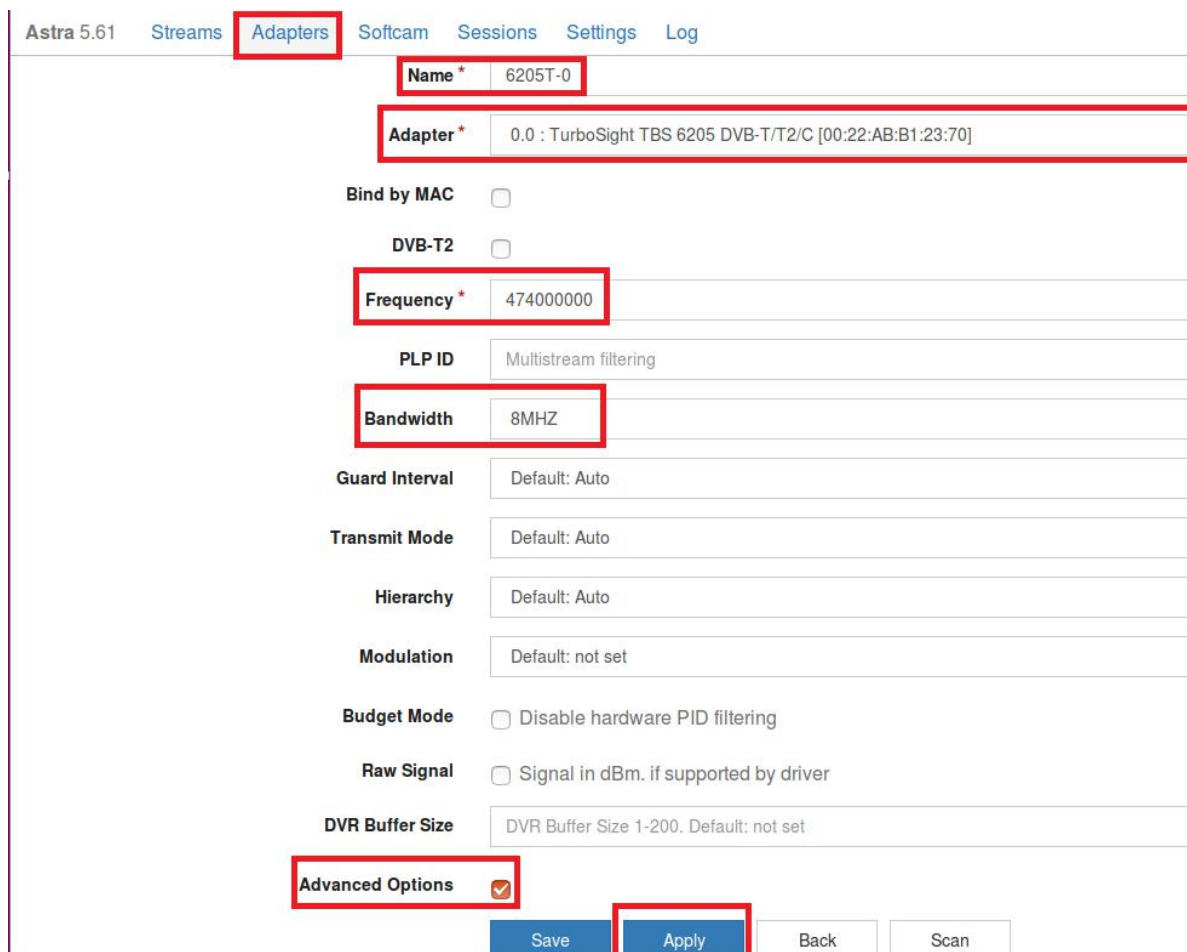 Astra 5.61 Streams Adapters Softcam Sessions Settings Log
Name * 6205T-0
Adapter * 0.0 : TurboSight TBS 6205 DVB-T/T2/C [00:22:AB:B1:23:70]
Bind by MAC
DVB-T2
Frequency * 474000000
PLP ID Multistream filtering
Bandwidth 8MHZ
Guard Interval Default: Auto
Transmit Mode Default: Auto
Hierarchy Default: Auto
Modulation Default: not set
Budget Mode Disable hardware PID filtering
Raw Signal Signal in dBm. if supported by driver
DVR Buffer Size DVR Buffer Size 1-200. Default: not set
Advanced Options
Save Apply Back Scan